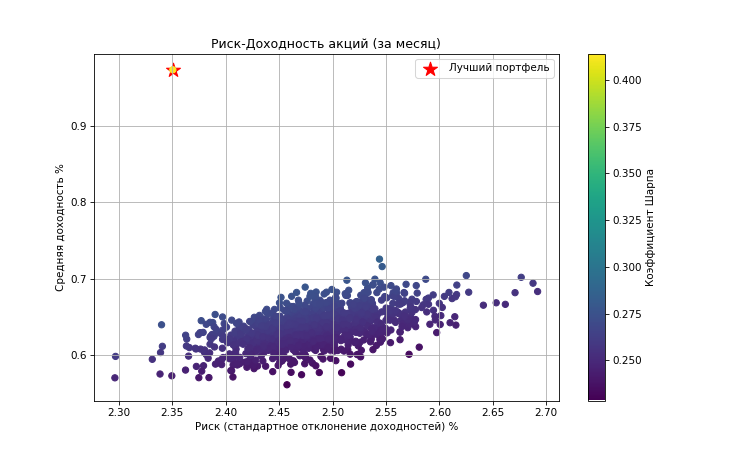 Риск-Доходность акций (за месяц)
Лучший портфель
Средняя доходность %
0.9
0.8
0.7
0.6
2.30 2.35 2.40 2.45 2.50 2.55 2.60 2.65 2.70
Риск (стандартное отклонение доходностей) %
0.400
0.375
0.350
0.325
0.300
0.275
0.250
Коэффициент Шарпа